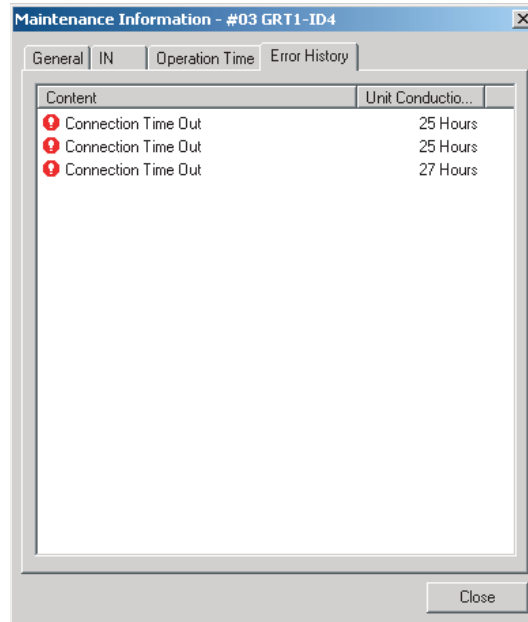 Maintenance Information - #03 GRT1-ID4
General IN Operation Time Error History
Content Unit Conductio...
Connection Time Out 25 Hours
Connection Time Out 25 Hours
Connection Time Out 27 Hours
Close